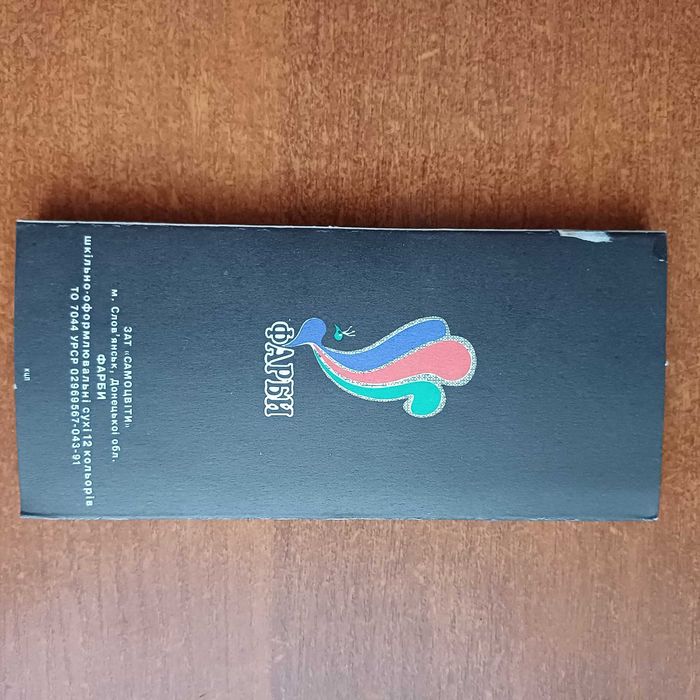 ФАРБИ
ЗАТ «САМОЦВІТИ»
м. Слов'янськ, Донецької обл.
ФАРБИ
шкільно-оформлювальні сухі 12 кольорів
ТО 7044 УРСР 02969567-043-91